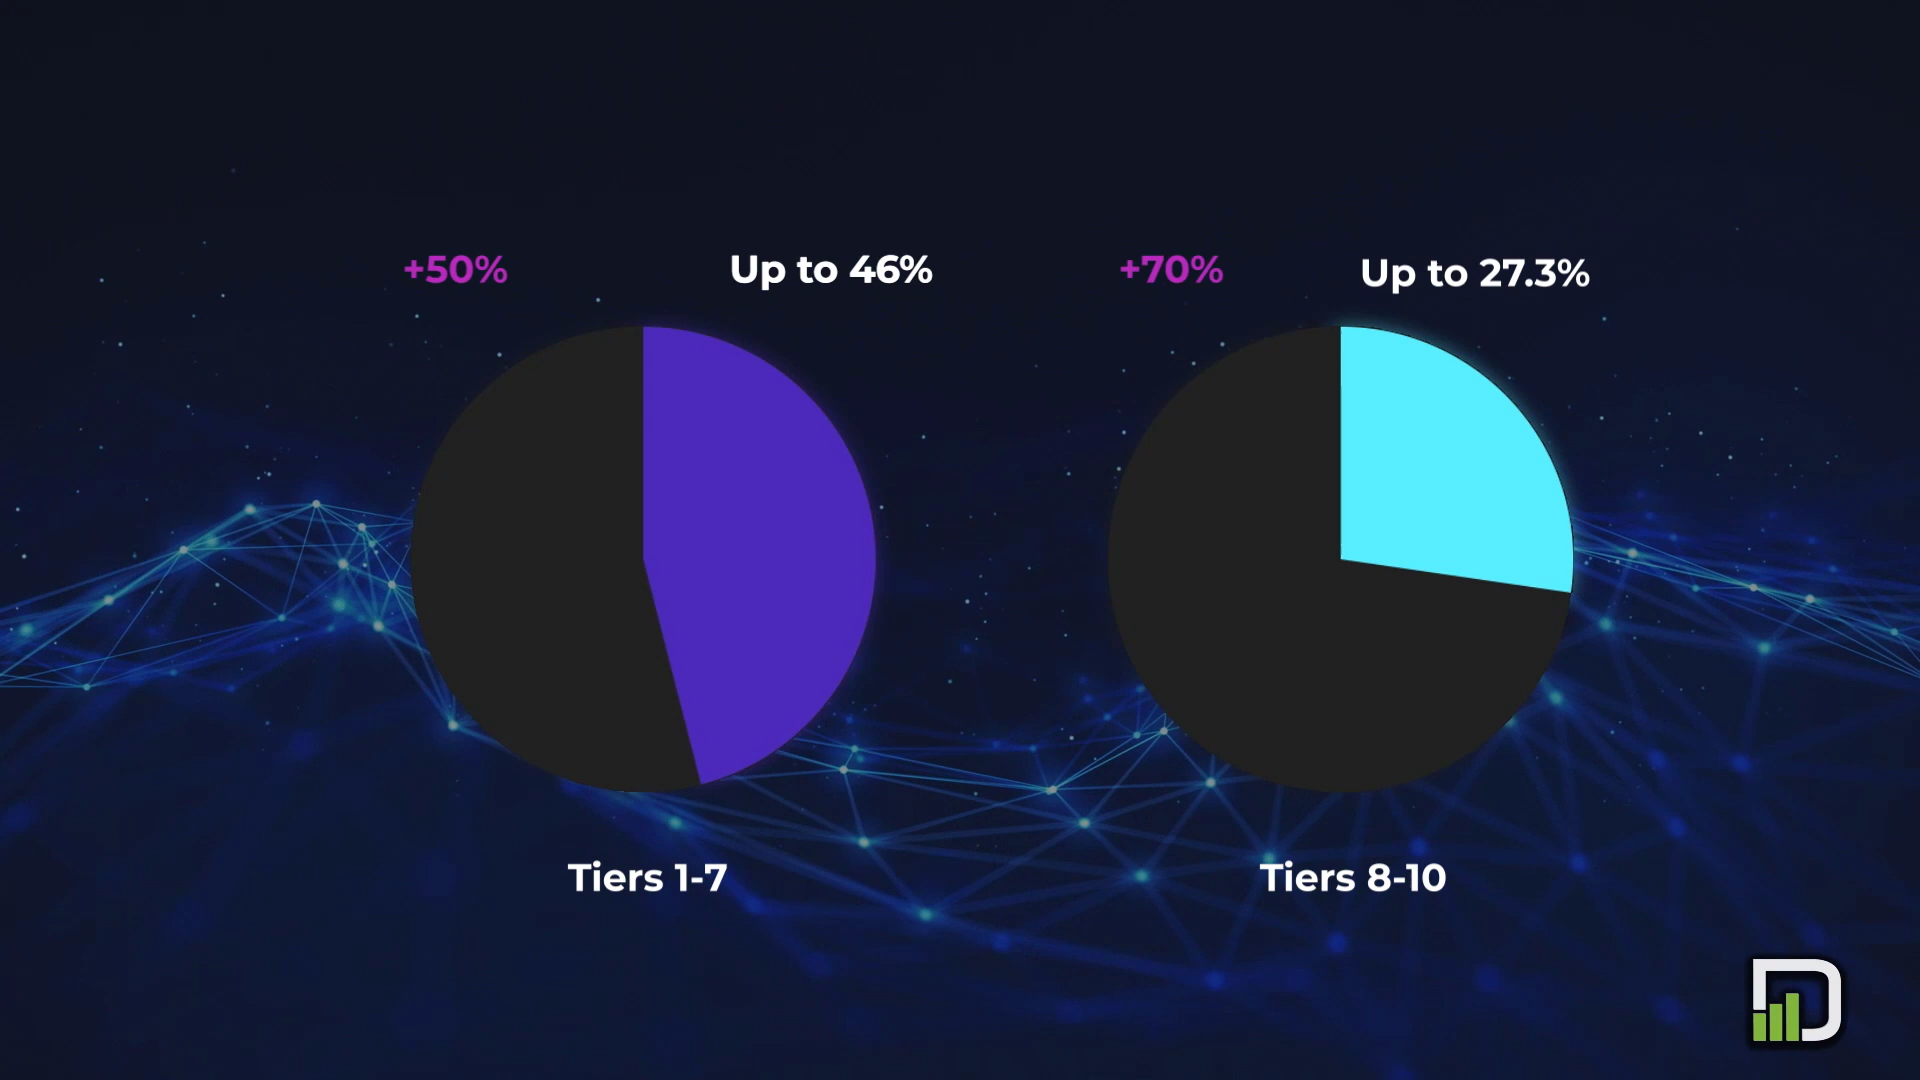 +50%
Up to 46%
+70%
Up to 27.3%
Tiers 1-7
Tiers 8-10